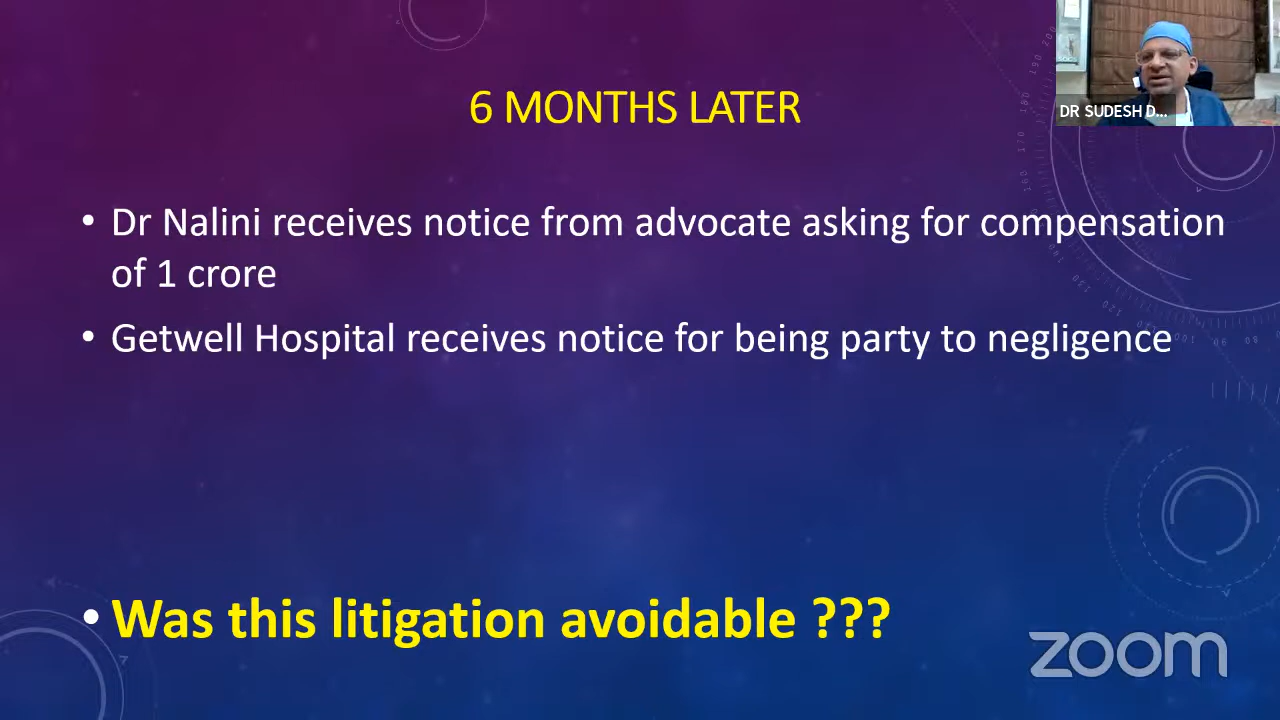 DR SUDESH D...
6 MONTHS LATER
• Dr Nalini receives notice from advocate asking for compensation
of 1 crore
• Getwell Hospital receives notice for being party to negligence
• Was this litigation avoidable ???
zoom